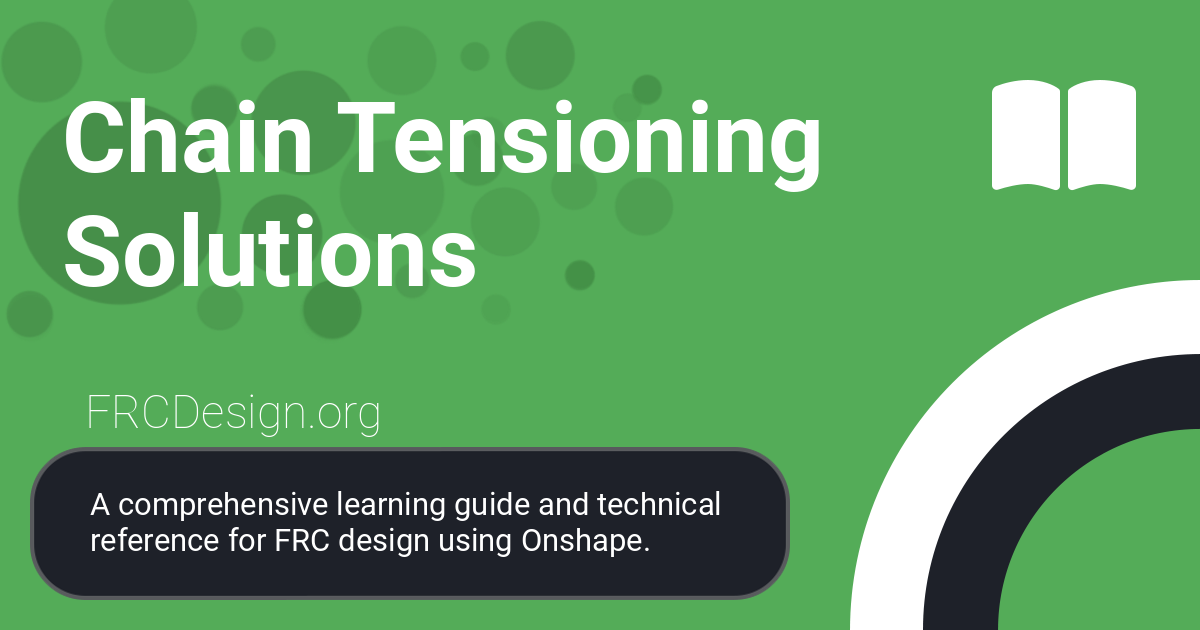 Chain Tensioning
Solutions
FRCDesign.org
A comprehensive learning guide and technical
reference for FRC design using Onshape.